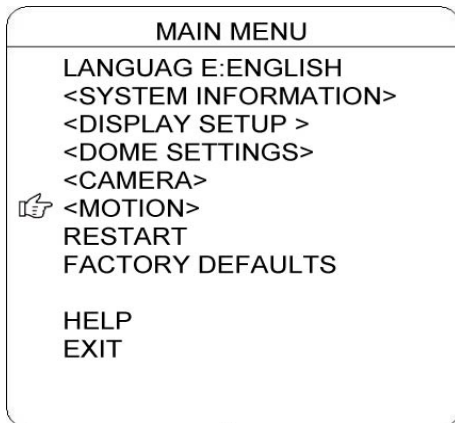 MAIN MENU
LANGUAG E:ENGLISH
<SYSTEM INFORMATION>
<DISPLAY SETUP >
<DOME SETTINGS>
<CAMERA>
<MOTION>
RESTART
FACTORY DEFAULTS
HELP
EXIT